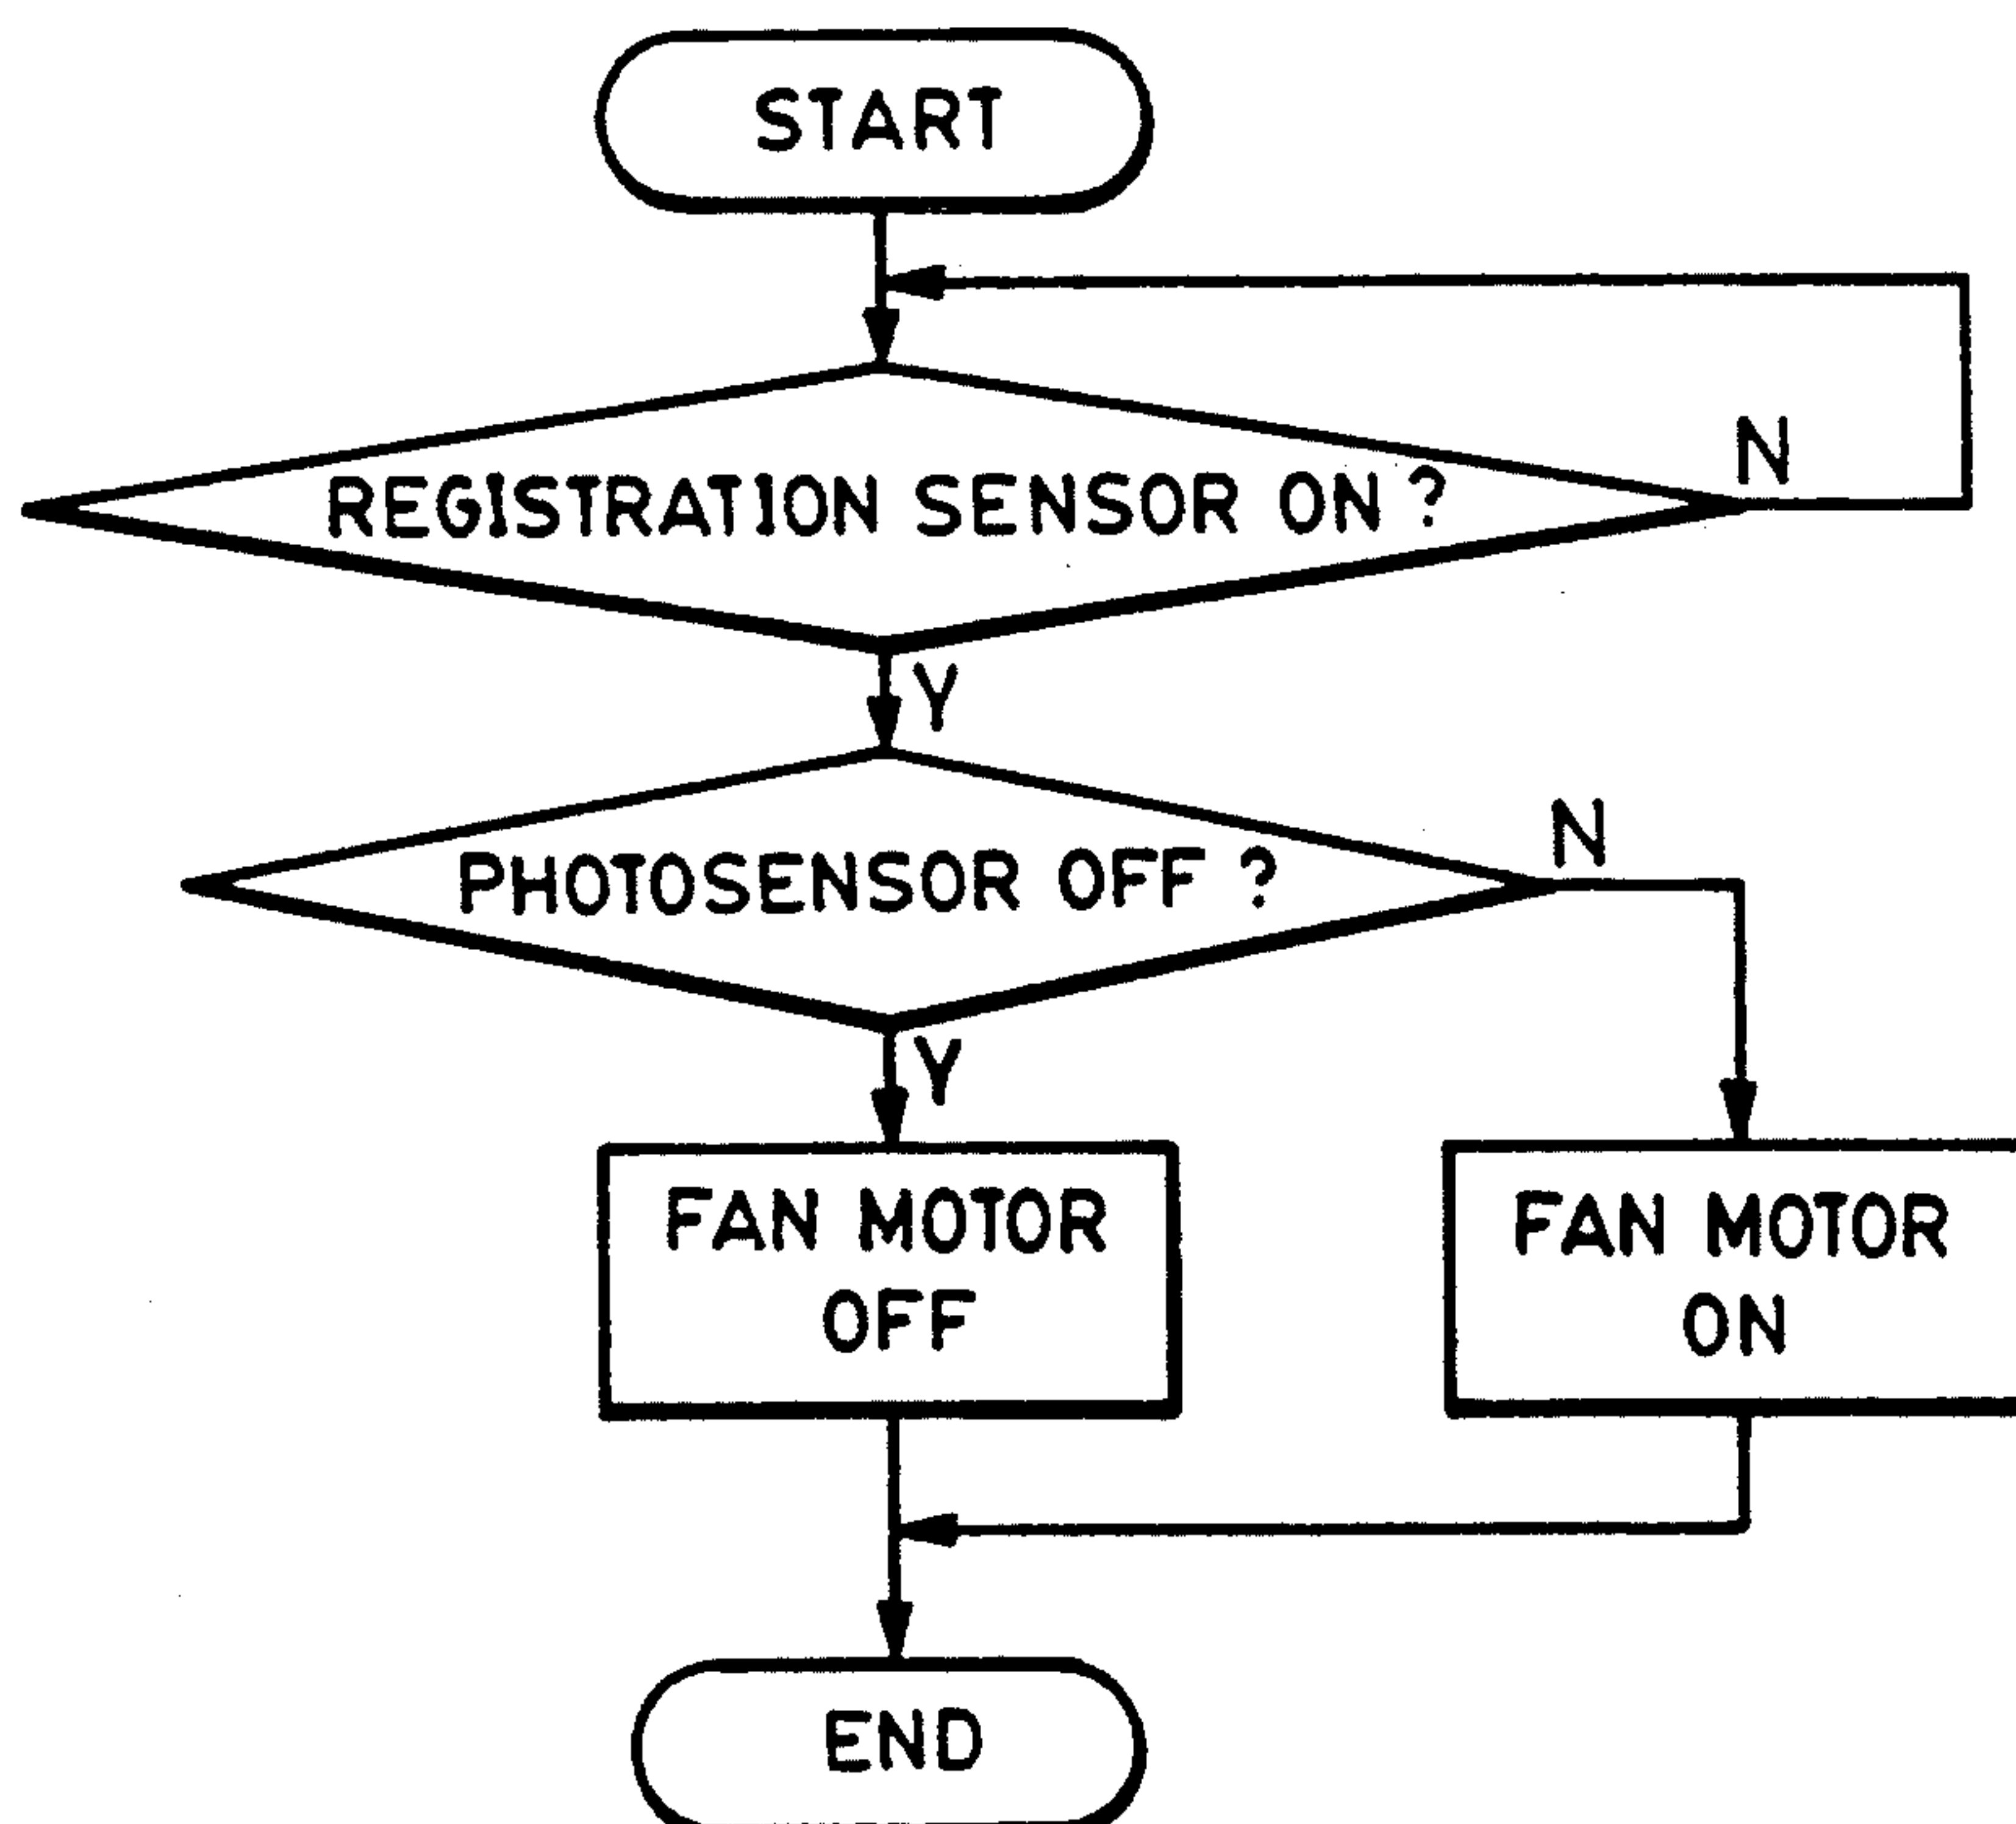 START
REGISTRATION SENSOR ON ?
N
Y
PHOTOSENSOR OFF ?
N
Y
FAN MOTOR
OFF
FAN MOTOR
ON
END